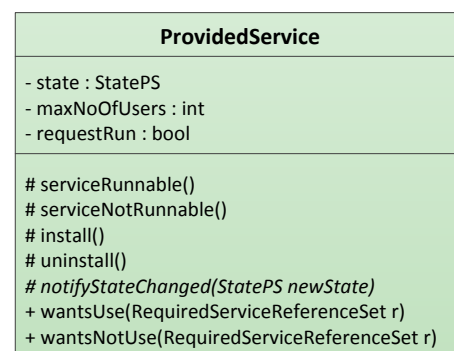 ProvidedService
- state : StatePS
- maxNoOfUsers : int
- requestRun : bool
# serviceRunnable()
# serviceNotRunnable()
# install()
# uninstall()
# notifyStateChanged(StatePS newState)
+ wantsUse(RequiredServiceReferenceSet r)
+ wantsNotUse(RequiredServiceReferenceSet r)